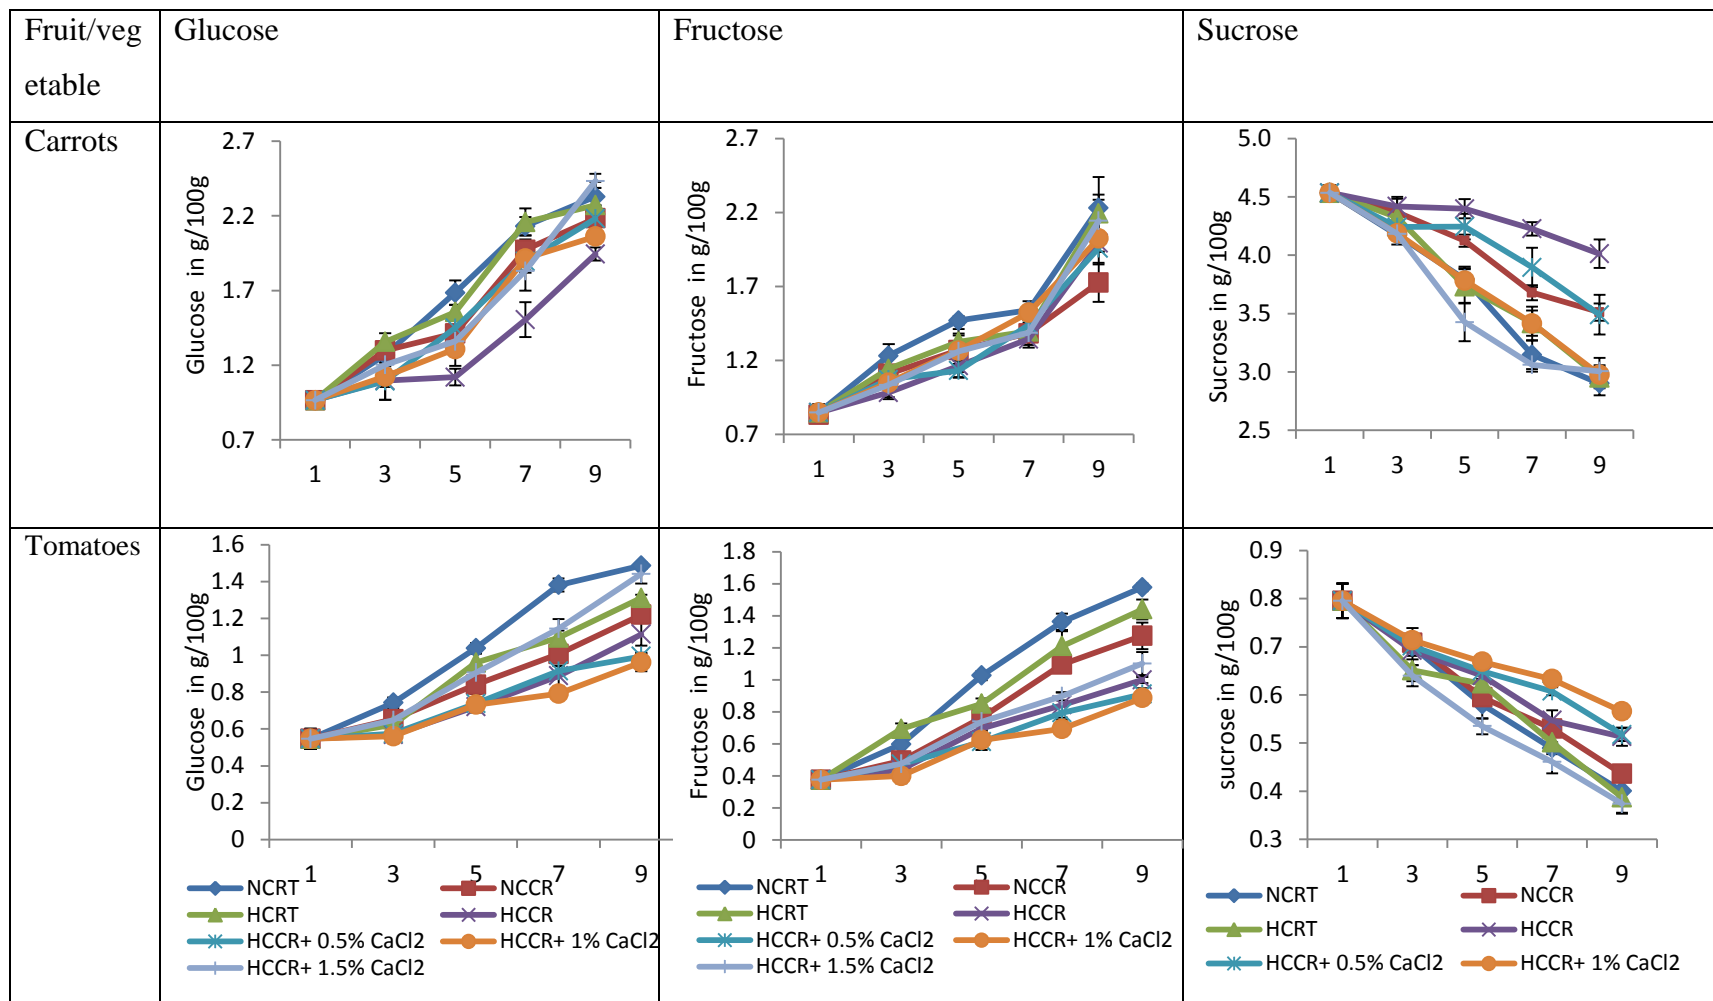 Fruit/veg
etable
Glucose
Fructose
Sucrose
Carrots
Glucose in g/100g
2.7
2.2
1.7
1.2
0.7
1 3 5 7 9
Fructose in g/100g
2.7
2.2
1.7
1.2
0.7
1 3 5 7 9
Sucrose in g/100g
5.0
4.5
4.0
3.5
3.0
2.5
1 3 5 7 9
Tomatoes
Glucose in g/100g
1.6
1.4
1.2
1
0.8
0.6
0.4
0.2
0
1 3 5 7 9
NCRT NCCR
HCRT HCCR
HCCR+ 0.5% CaCl2 HCCR+ 1% CaCl2
HCCR+ 1.5% CaCl2
Fructose in g/100g
1.8
1.6
1.4
1.2
1
0.8
0.6
0.4
0.2
0
1 3 5 7 9
NCRT NCCR
HCRT HCCR
HCCR+ 0.5% CaCl2 HCCR+ 1% CaCl2
HCCR+ 1.5% CaCl2
sucrose in g/100g
0.9
0.8
0.7
0.6
0.5
0.4
0.3
1 3 5 7 9
NCRT NCCR
HCRT HCCR
HCCR+ 0.5% CaCl2 HCCR+ 1% CaCl2